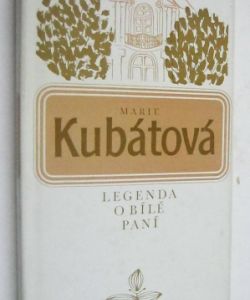 MARIE
Kubátová
LEGENDA
O BÍLÉ
PANÍ